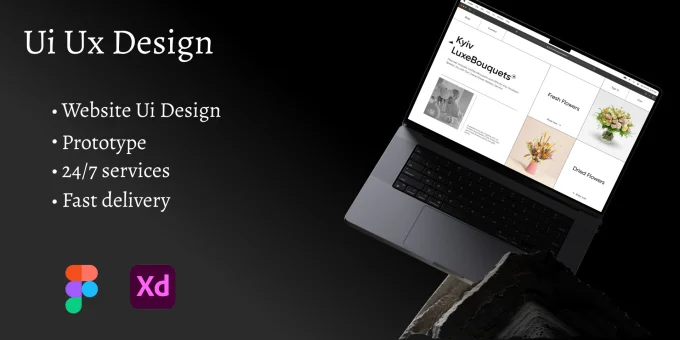 Ui Ux Design
• Website Ui Design
• Prototype
• 24/7 services
• Fast delivery
Xd
Kyiv
LuxeBouquets®
Fresh Flowers
Dried Flowers